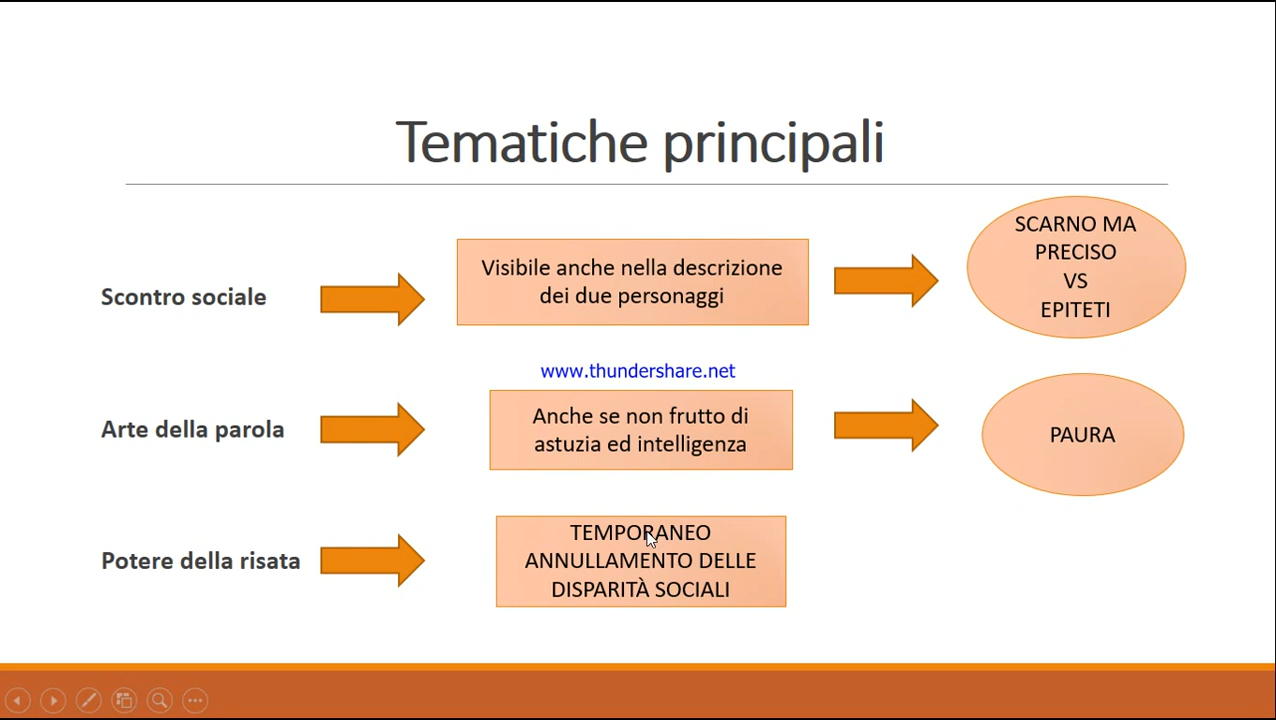 Tematiche principali
Scontro sociale
Visibile anche nella descrizione
dei due personaggi
SCARNO MA
PRECISO
VS
EPITETI
www.thundershare.net
Arte della parola
Anche se non frutto di
astuzia ed intelligenza
PAURA
Potere della risata
TEMPORANEO
ANNULLAMENTO DELLE
DISPARITÀ SOCIALI